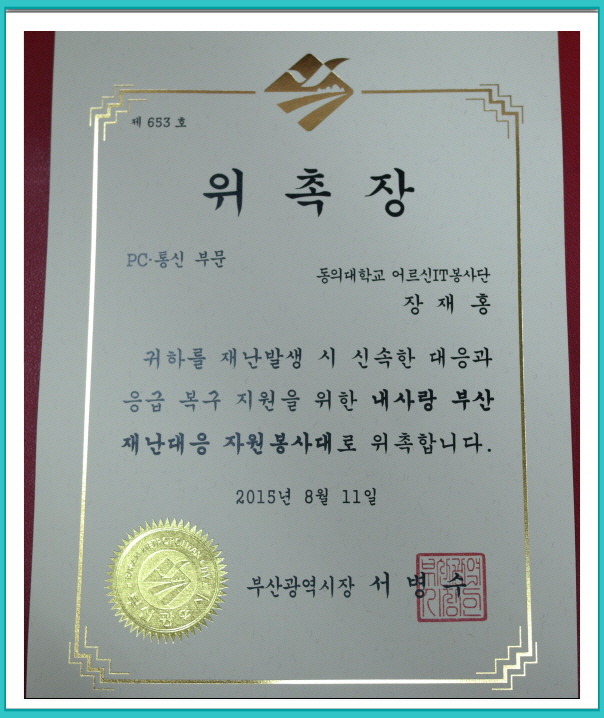 제 653 호
위 촉 장
PC·통신 부문
동의대학교 어르신IT봉사단
장 재 홍
귀하를 재난발생 시 신속한 대응과
응급 복구 지원을 위한 내사랑 부산
재난대응 자원봉사대로 위촉합니다.
2015년 8월 11일
부산광역시장 서 병 수